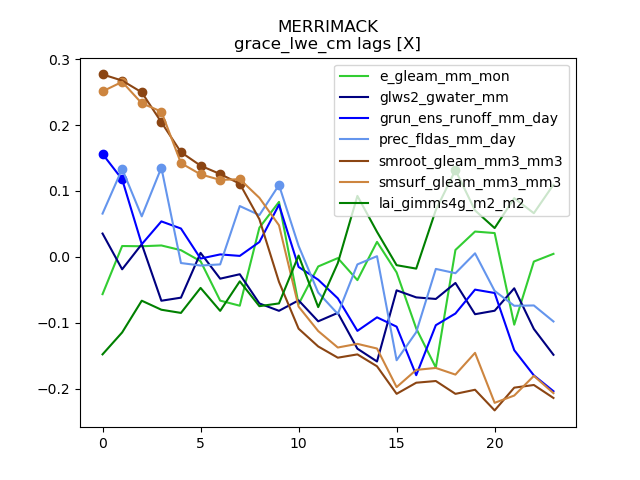 MERRIMACK
grace_lwe_cm lags [X]
e_gleam_mm_mon
glws2_gwater_mm
grun_ens_runoff_mm_day
prec_fldas_mm_day
smroot_gleam_mm3_mm3
smsurf_gleam_mm3_mm3
lai_gimms4g_m2_m2
0.3
0.2
0.1
0.0
−0.1
−0.2
0 5 10 15 20